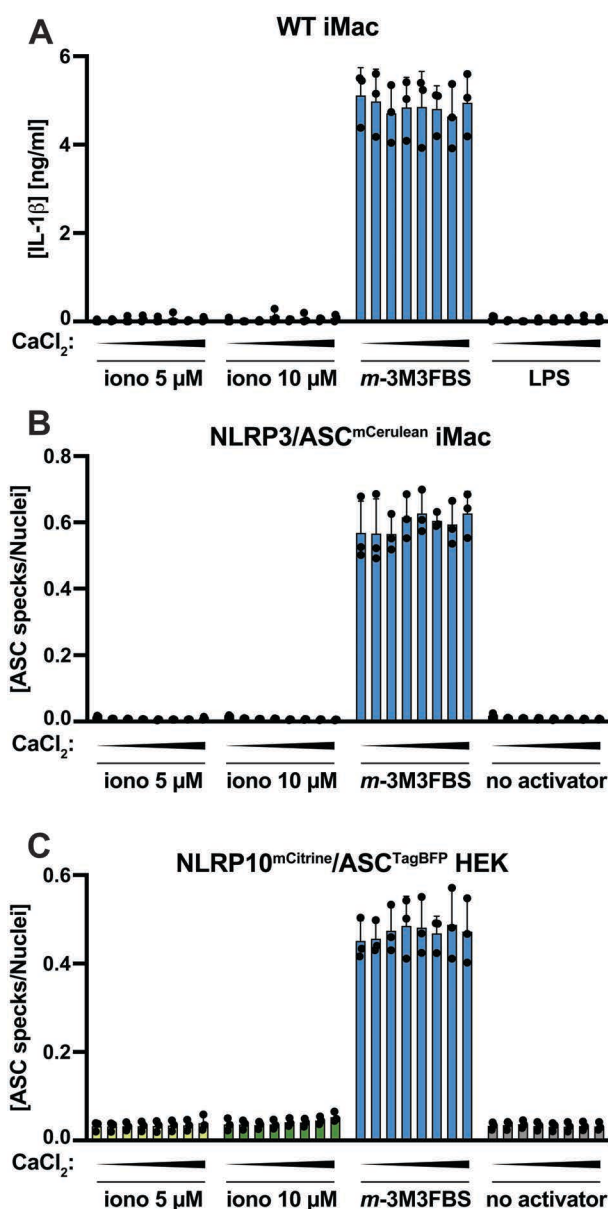 A
WT iMac
[IL-1β] [ng/ml]
6
4
2
0
CaCl2:
iono 5 µM iono 10 µM m-3M3FBS LPS
B
NLRP3/ASCmCerulean iMac
[ASC specks/Nuclei]
0.8
0.6
0.4
0.2
0.0
CaCl2:
iono 5 µM iono 10 µM m-3M3FBS no activator
C
NLRP10mCitrine/ASCTagBFP HEK
[ASC specks/Nuclei]
0.6
0.4
0.2
0.0
CaCl2:
iono 5 µM iono 10 µM m-3M3FBS no activator